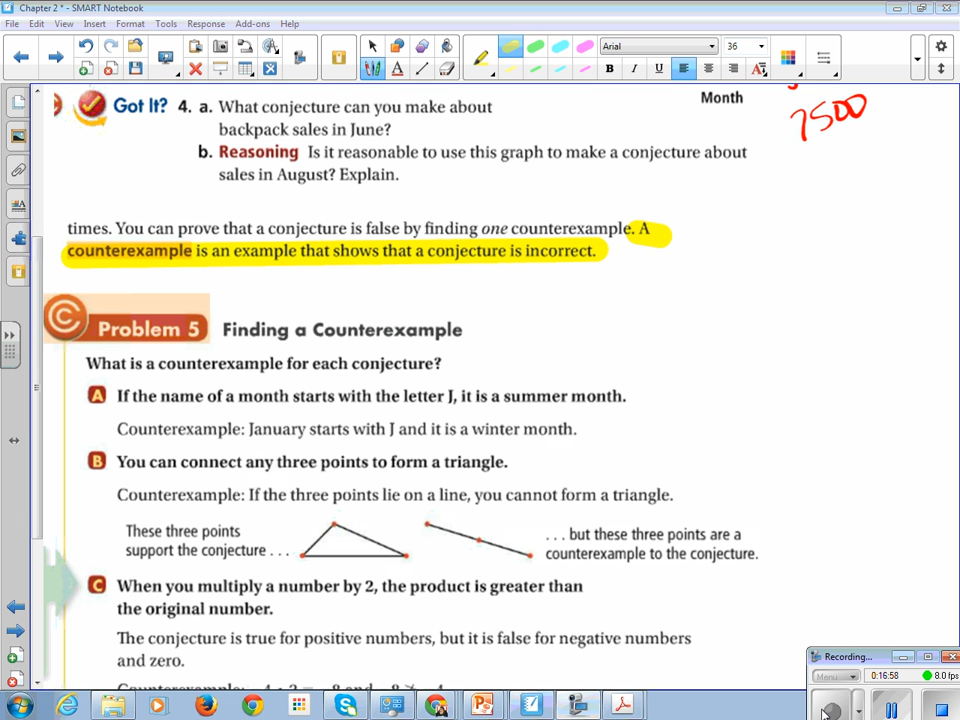 Chapter 2 * - SMART Notebook
File Edit View Insert Format Tools Response Add-ons Help
Arial 36
B I U
Month
7500
Got It? 4. a. What conjecture can you make about
backpack sales in June?
b. Reasoning Is it reasonable to use this graph to make a conjecture about
sales in August? Explain.
times. You can prove that a conjecture is false by finding one counterexample. A
counterexample is an example that shows that a conjecture is incorrect.
C Problem 5 Finding a Counterexample
What is a counterexample for each conjecture?
A If the name of a month starts with the letter J, it is a summer month.
Counterexample: January starts with J and it is a winter month.
B You can connect any three points to form a triangle.
Counterexample: If the three points lie on a line, you cannot form a triangle.
These three points
support the conjecture . . .
. . . but these three points are a
counterexample to the conjecture.
C When you multiply a number by 2, the product is greater than
the original number.
The conjecture is true for positive numbers, but it is false for negative numbers
and zero.
Recording...
Menu 0:16:58 8.0 fps